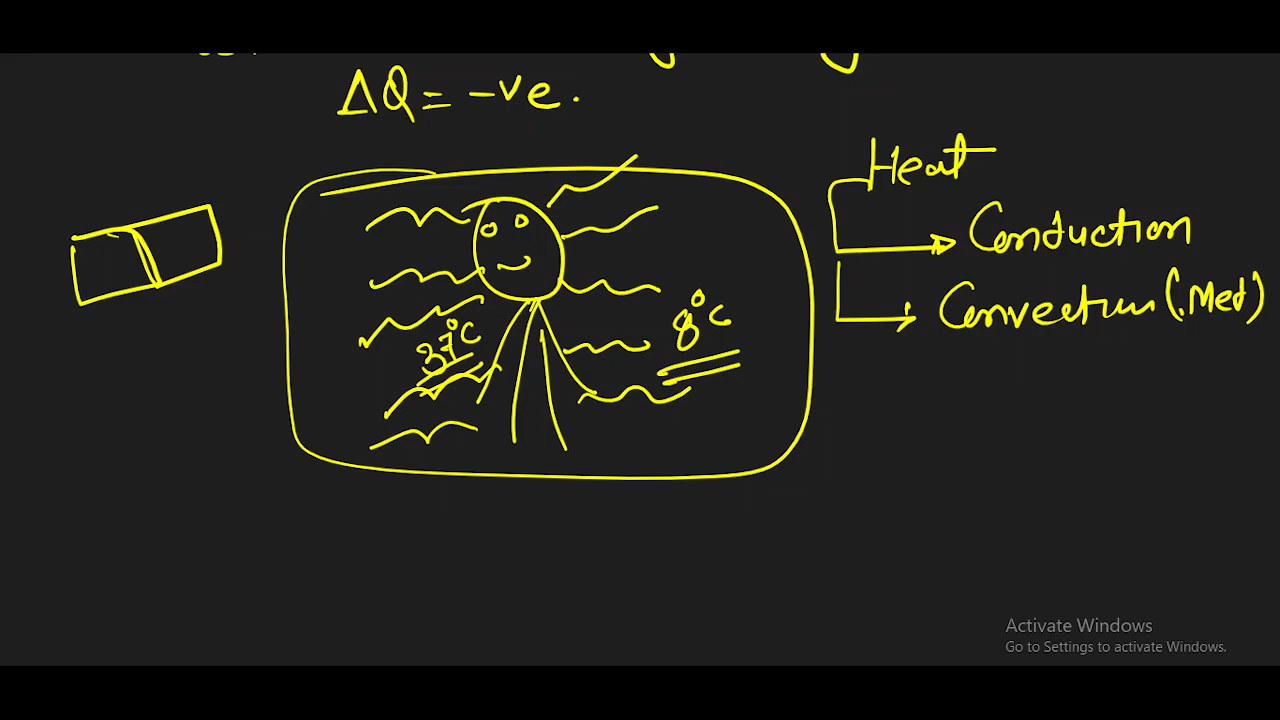 ΔQ = -ve.
Heat
Conduction
Convection (Med)
37°C
8°C
Activate Windows
Go to Settings to activate Windows.